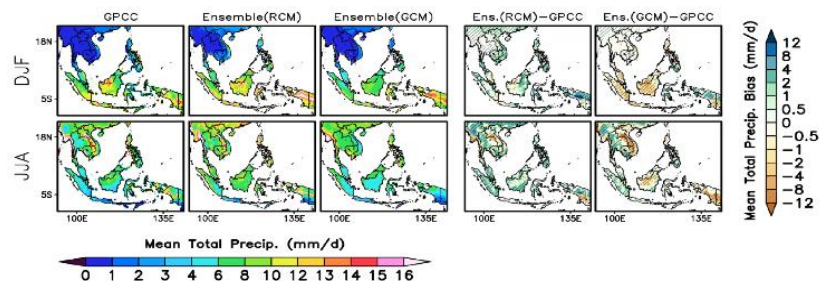 GPCC Ensemble(RCM) Ensemble(GCM) Ens.(RCM)-GPCC Ens.(GCM)-GPCC
DJF
18N
5S
JJA
18N
5S
100E 135E 100E 135E 100E 135E 100E 135E 100E 135E
Mean Total Precip. (mm/d)
0 1 2 3 4 6 8 10 12 13 14 15 16
12
8
4
2
1
0.5
0
-0.5
-1
-2
-4
-8
-12
Mean Total Precip. Bias (mm/d)